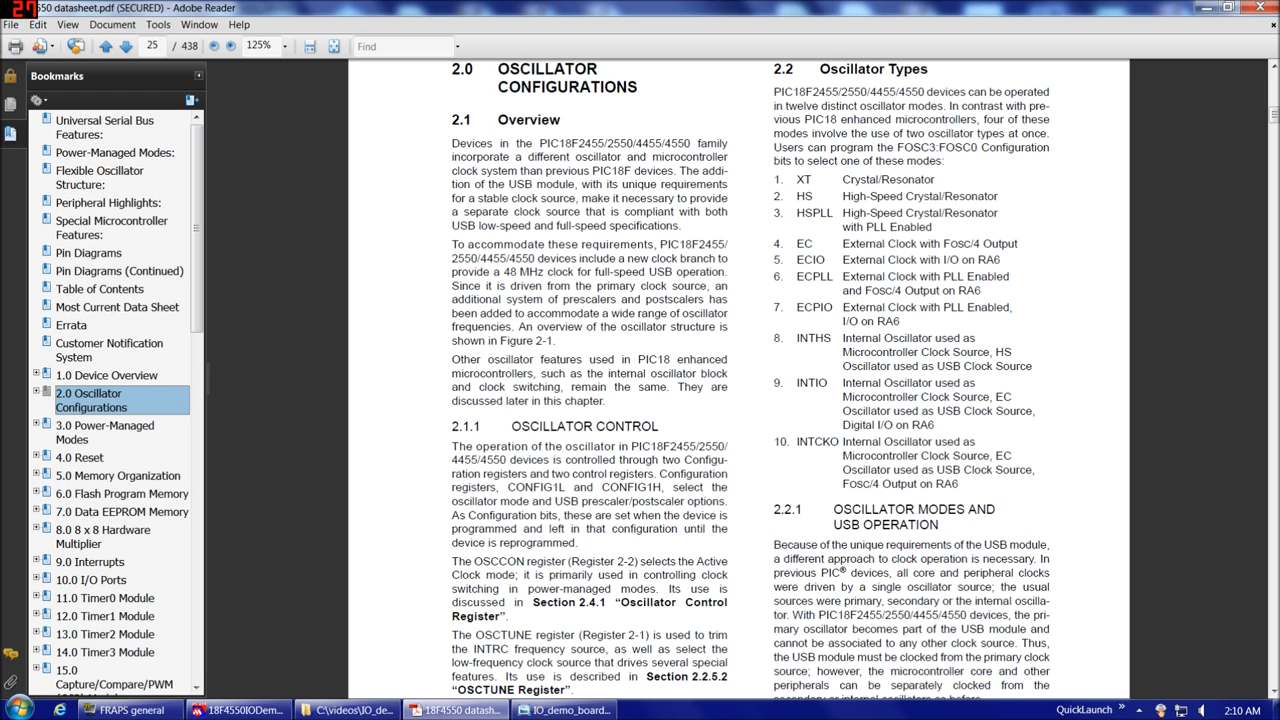 27
4550 datasheet.pdf (SECURED) - Adobe Reader
File Edit View Document Tools Window Help
25 / 438 125% Find
Bookmarks
Universal Serial Bus
Features:
Power-Managed Modes:
Flexible Oscillator
Structure:
Peripheral Highlights:
Special Microcontroller
Features:
Pin Diagrams
Pin Diagrams (Continued)
Table of Contents
Most Current Data Sheet
Errata
Customer Notification
System
1.0 Device Overview
2.0 Oscillator
Configurations
3.0 Power-Managed
Modes
4.0 Reset
5.0 Memory Organization
6.0 Flash Program Memory
7.0 Data EEPROM Memory
8.0 8 x 8 Hardware
Multiplier
9.0 Interrupts
10.0 I/O Ports
11.0 Timer0 Module
12.0 Timer1 Module
13.0 Timer2 Module
14.0 Timer3 Module
15.0
Capture/Compare/PWM
2.0 OSCILLATOR
CONFIGURATIONS
2.1 Overview
Devices in the PIC18F2455/2550/4455/4550 family
incorporate a different oscillator and microcontroller
clock system than previous PIC18F devices. The addi-
tion of the USB module, with its unique requirements
for a stable clock source, make it necessary to provide
a separate clock source that is compliant with both
USB low-speed and full-speed specifications.
To accommodate these requirements, PIC18F2455/
2550/4455/4550 devices include a new clock branch to
provide a 48 MHz clock for full-speed USB operation.
Since it is driven from the primary clock source, an
additional system of prescalers and postscalers has
been added to accommodate a wide range of oscillator
frequencies. An overview of the oscillator structure is
shown in Figure 2-1.
Other oscillator features used in PIC18 enhanced
microcontrollers, such as the internal oscillator block
and clock switching, remain the same. They are
discussed later in this chapter.
2.1.1 OSCILLATOR CONTROL
The operation of the oscillator in PIC18F2455/2550/
4455/4550 devices is controlled through two Configu-
ration registers and two control registers. Configuration
registers, CONFIG1L and CONFIG1H, select the
oscillator mode and USB prescaler/postscaler options.
As Configuration bits, these are set when the device is
programmed and left in that configuration until the
device is reprogrammed.
The OSCCON register (Register 2-2) selects the Active
Clock mode; it is primarily used in controlling clock
switching in power-managed modes. Its use is
discussed in Section 2.4.1 “Oscillator Control
Register”.
The OSCTUNE register (Register 2-1) is used to trim
the INTRC frequency source, as well as select the
low-frequency clock source that drives several special
features. Its use is described in Section 2.2.5.2
“OSCTUNE Register”.
2.2 Oscillator Types
PIC18F2455/2550/4455/4550 devices can be operated
in twelve distinct oscillator modes. In contrast with pre-
vious PIC18 enhanced microcontrollers, four of these
modes involve the use of two oscillator types at once.
Users can program the FOSC3:FOSC0 Configuration
bits to select one of these modes:
1. XT Crystal/Resonator
2. HS High-Speed Crystal/Resonator
3. HSPLL High-Speed Crystal/Resonator
with PLL Enabled
4. EC External Clock with FOSC/4 Output
5. ECIO External Clock with I/O on RA6
6. ECPLL External Clock with PLL Enabled
and FOSC/4 Output on RA6
7. ECPIO External Clock with PLL Enabled,
I/O on RA6
8. INTHS Internal Oscillator used as
Microcontroller Clock Source, HS
Oscillator used as USB Clock Source
9. INTIO Internal Oscillator used as
Microcontroller Clock Source, EC
Oscillator used as USB Clock Source,
Digital I/O on RA6
10. INTCKO Internal Oscillator used as
Microcontroller Clock Source, EC
Oscillator used as USB Clock Source,
FOSC/4 Output on RA6
2.2.1 OSCILLATOR MODES AND
USB OPERATION
Because of the unique requirements of the USB module,
a different approach to clock operation is necessary. In
previous PIC® devices, all core and peripheral clocks
were driven by a single oscillator source; the usual
sources were primary, secondary or the internal oscilla-
tor. With PIC18F2455/2550/4455/4550 devices, the pri-
mary oscillator becomes part of the USB module and
cannot be associated to any other clock source. Thus,
the USB module must be clocked from the primary clock
source; however, the microcontroller core and other
peripherals can be separately clocked from the
FRAPS general 18F4550IODem... C:\videos\IO_de... 18F4550 datash... IO_demo_board... QuickLaunch » 2:10 AM